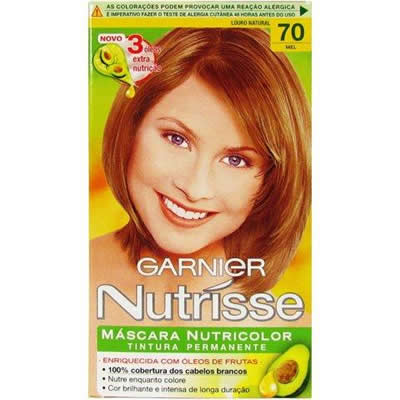 AS COLORAÇÕES PODEM PROVOCAR UMA REAÇÃO ALÉRGICA
É IMPERATIVO FAZER O TESTE DE ALERGIA CUTÂNEA 48 HORAS ANTES DO USO
LOURO NATURAL
70
MEL
NOVO
3 óleos
extra
nutrição
GARNIER
Nutrisse
MÁSCARA NUTRICOLOR
TINTURA PERMANENTE
ENRIQUECIDA COM ÓLEOS DE FRUTAS
• 100% cobertura dos cabelos brancos
• Nutre enquanto colore
• Cor brilhante e intensa de longa duração